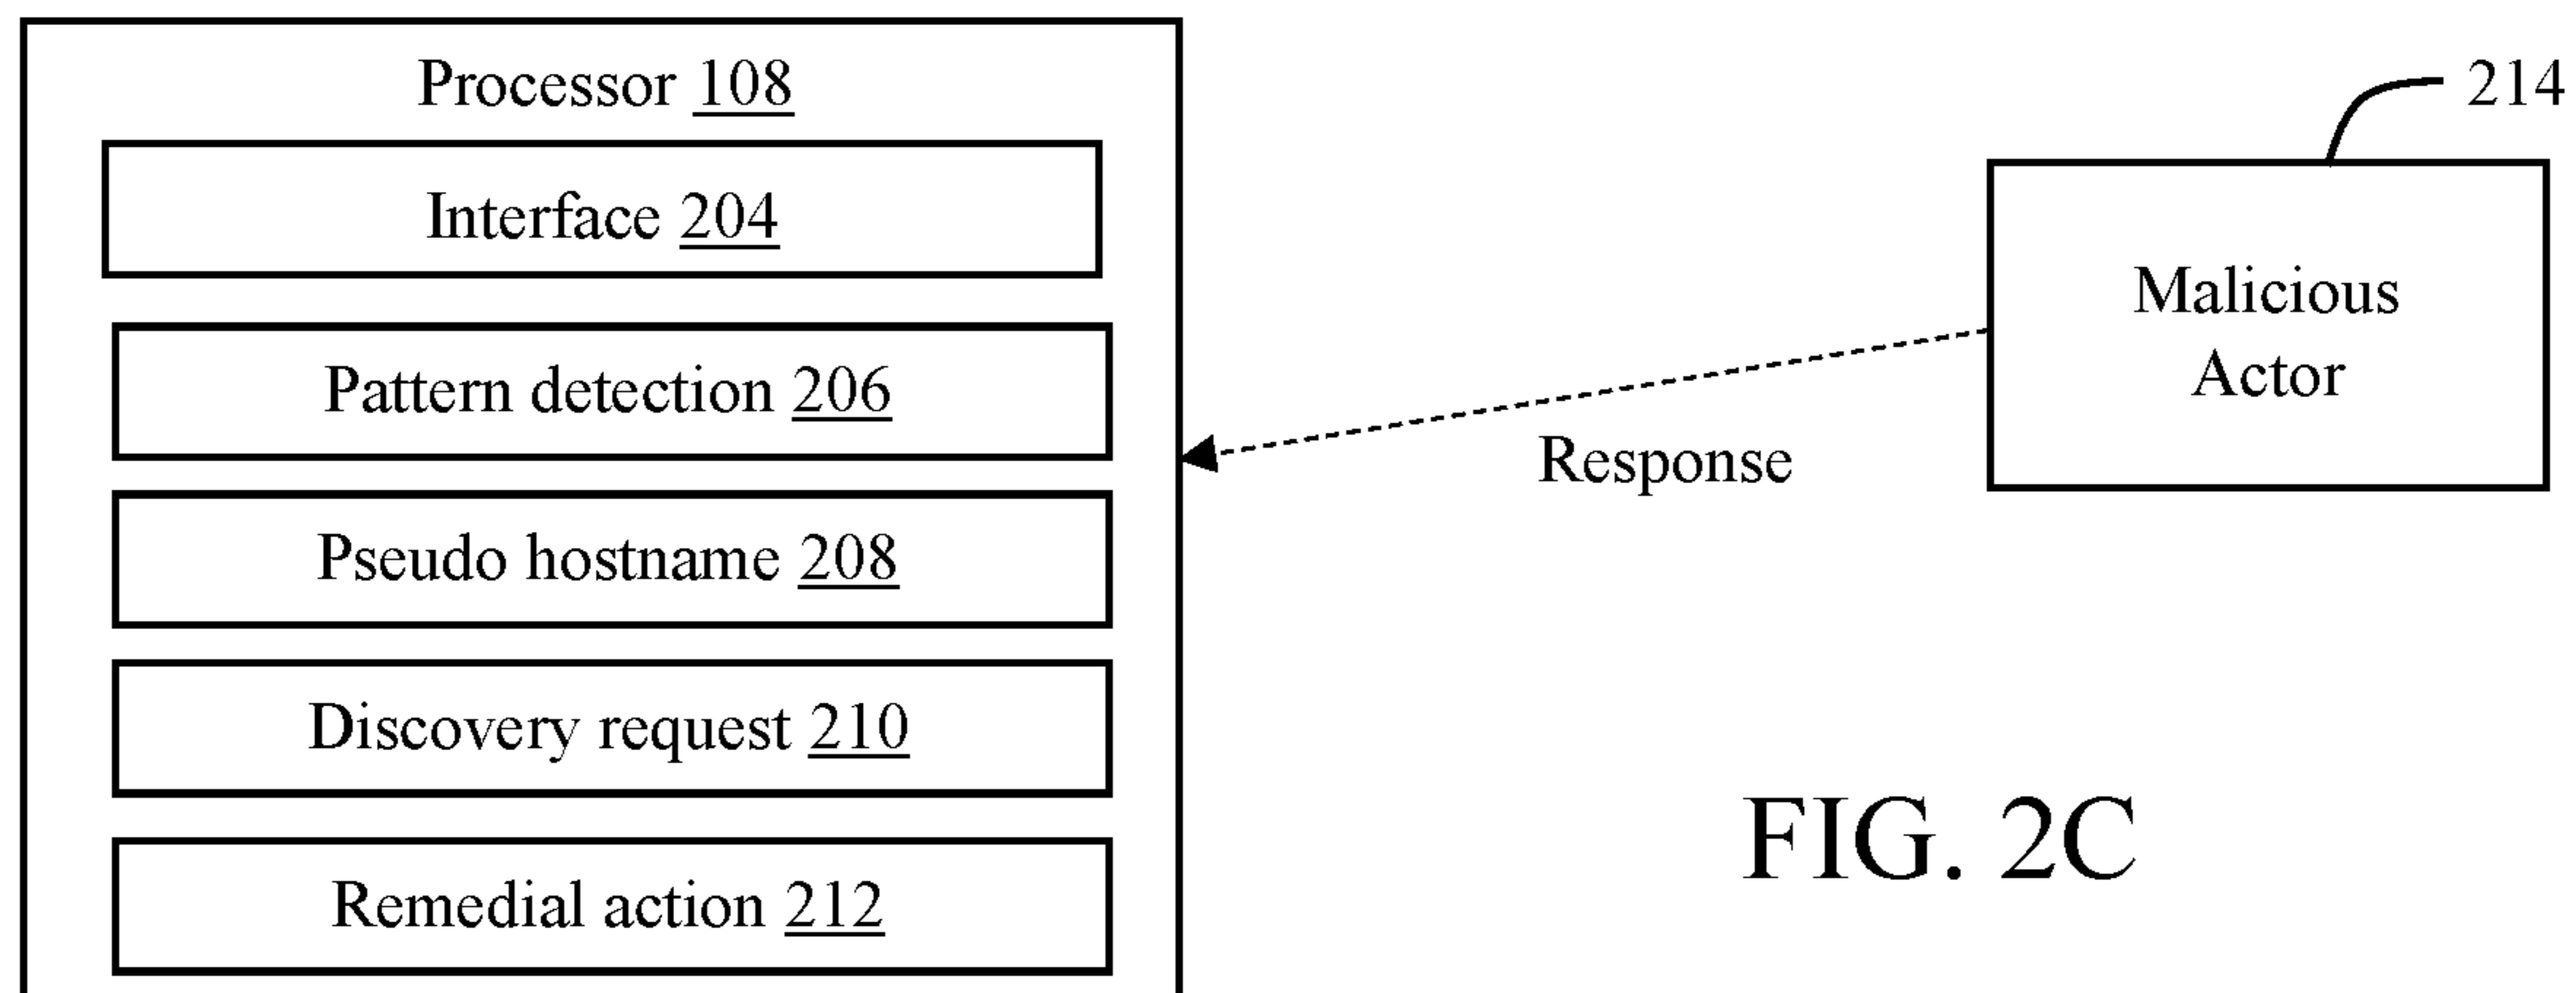 Processor 108
Interface 204
Pattern detection 206
Pseudo hostname 208
Discovery request 210
Remedial action 212
Response
214
Malicious
Actor
FIG. 2C